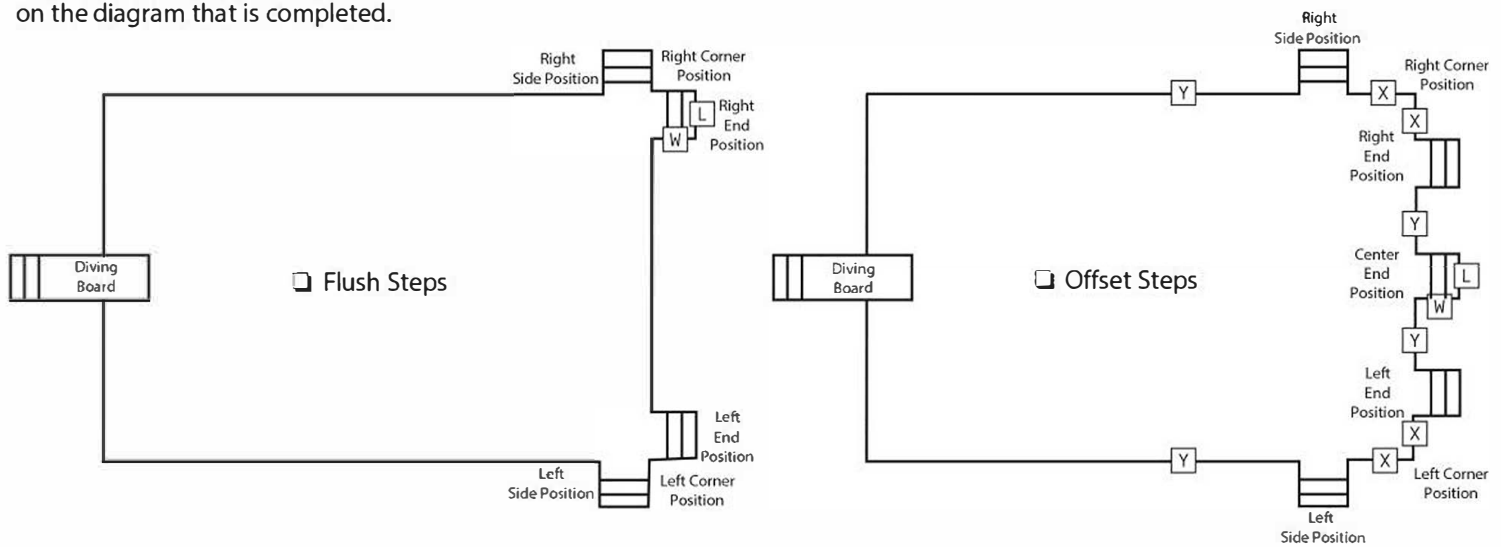 on the diagram that is completed.
Right
Side Position
Right Corner
Position
L
Right
End
Position
W
Diving
Board
❏ Flush Steps
Left
End
Position
Left
Side Position
Left Corner
Position
Right
Side Position
Y
X
Right Corner
Position
X
Right
End
Position
Y
Diving
Board
❏ Offset Steps
Center
End
Position
L
W
Y
Left
End
Position
X
Y
X
Left Corner
Position
Left
Side Position